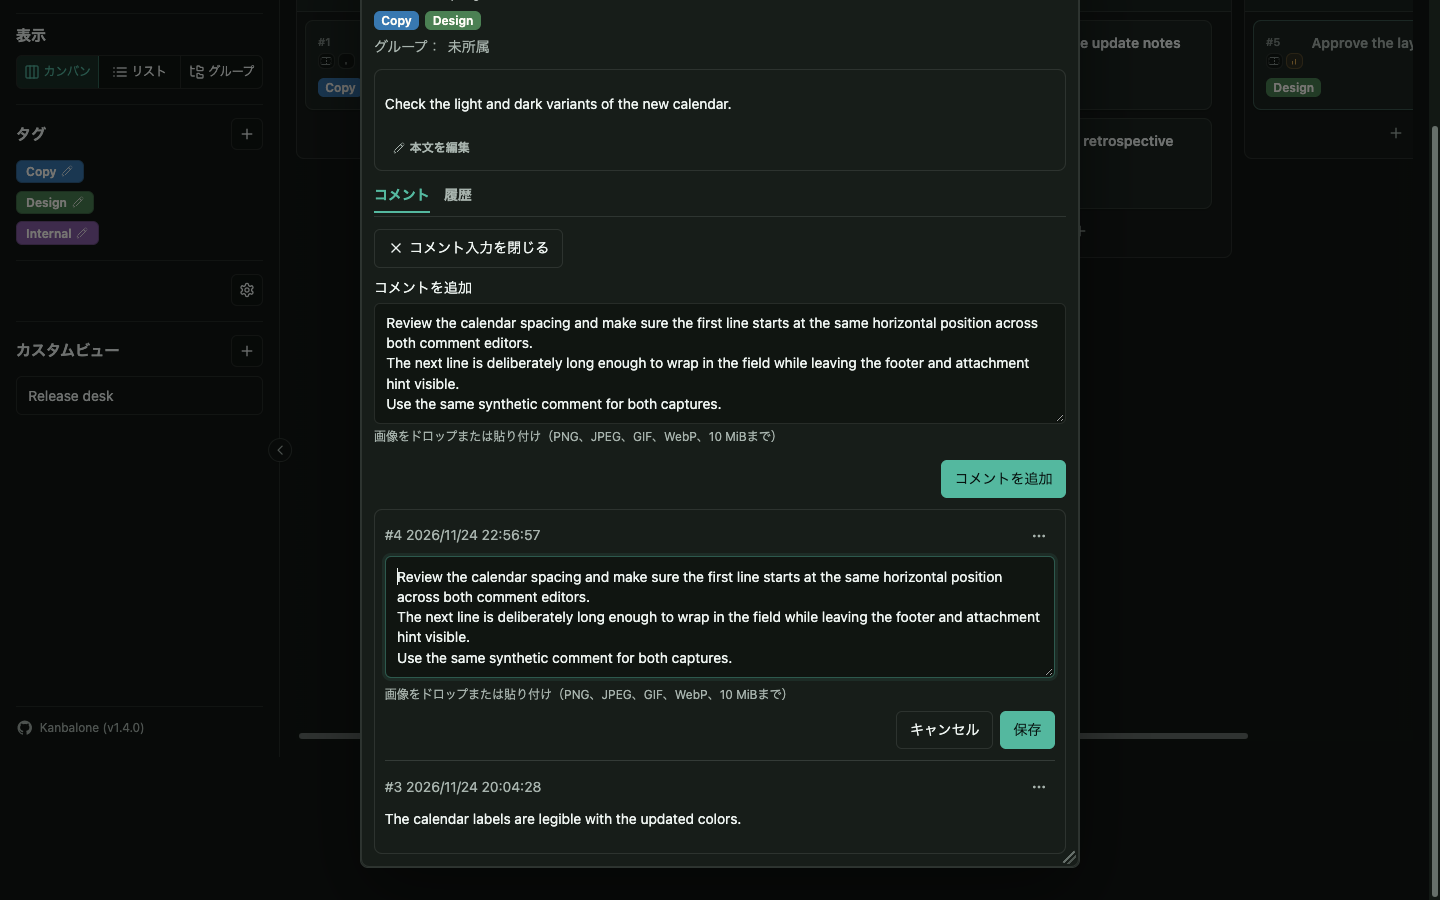 表示
カンバン
リスト
グループ
タグ
Copy
Design
Internal
カスタムビュー
Release desk
Kanbalone (v1.4.0)
#1
Copy
Copy
Design
グループ： 未所属
Check the light and dark variants of the new calendar.
本文を編集
コメント
履歴
コメント入力を閉じる
コメントを追加
Review the calendar spacing and make sure the first line starts at the same horizontal position across
both comment editors.
The next line is deliberately long enough to wrap in the field while leaving the footer and attachment
hint visible.
Use the same synthetic comment for both captures.
画像をドロップまたは貼り付け（PNG、JPEG、GIF、WebP、10 MiBまで）
コメントを追加
#4 2026/11/24 22:56:57
Review the calendar spacing and make sure the first line starts at the same horizontal position
across both comment editors.
The next line is deliberately long enough to wrap in the field while leaving the footer and attachment
hint visible.
Use the same synthetic comment for both captures.
画像をドロップまたは貼り付け（PNG、JPEG、GIF、WebP、10 MiBまで）
キャンセル
保存
#3 2026/11/24 20:04:28
The calendar labels are legible with the updated colors.
e update notes
retrospective
#5
Approve the lay
Design